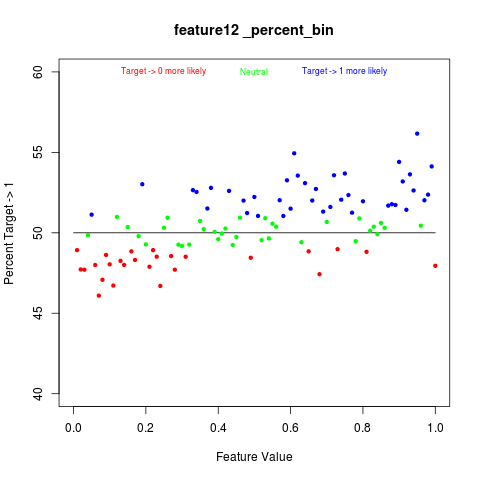 feature12 _percent_bin
Target -> 0 more likely
Neutral
Target -> 1 more likely
Percent Target -> 1
60
55
50
45
40
0.0 0.2 0.4 0.6 0.8 1.0
Feature Value